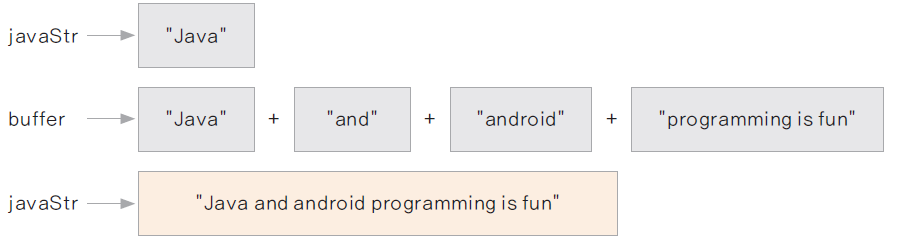 javaStr "Java"
buffer "Java" + "and" + "android" + "programming is fun"
javaStr "Java and android programming is fun"